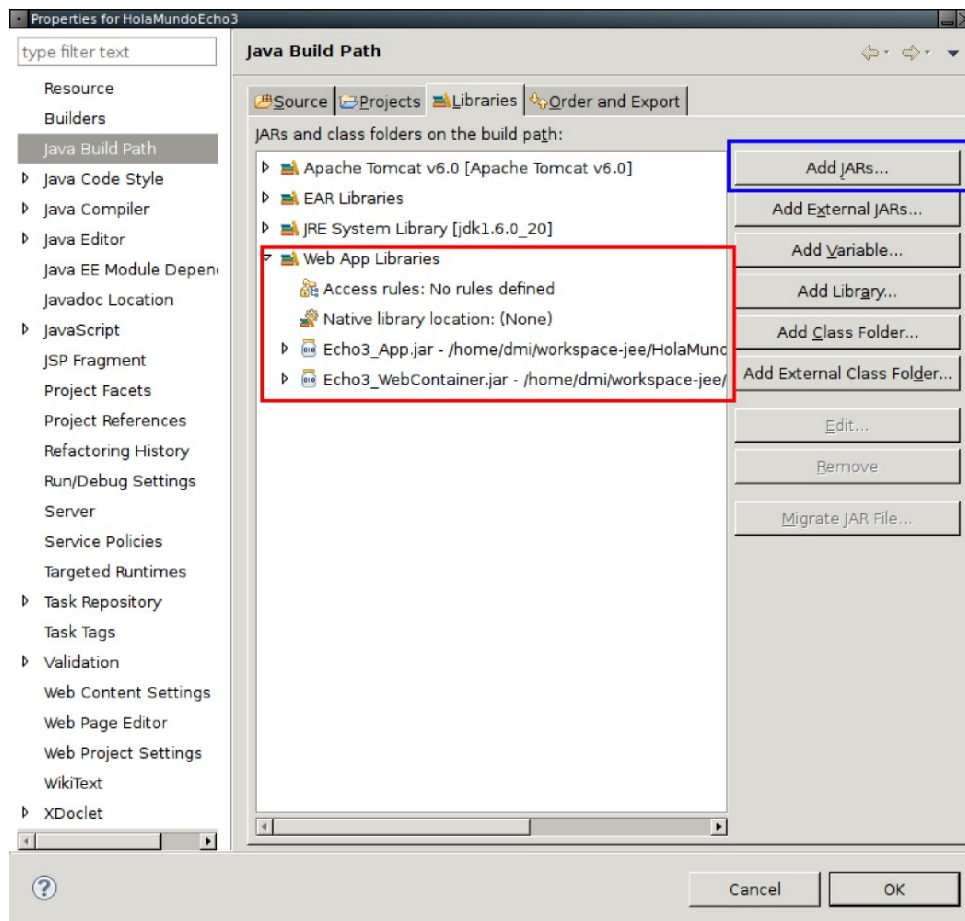 Properties for HolaMundoEcho3
type filter text
Resource
Builders
Java Build Path
Java Code Style
Java Compiler
Java Editor
Java EE Module Depen
Javadoc Location
JavaScript
JSP Fragment
Project Facets
Project References
Refactoring History
Run/Debug Settings
Server
Service Policies
Targeted Runtimes
Task Repository
Task Tags
Validation
Web Content Settings
Web Page Editor
Web Project Settings
WikiText
XDoclet
Java Build Path
Source Projects Libraries Order and Export
JARs and class folders on the build path:
Apache Tomcat v6.0 [Apache Tomcat v6.0]
EAR Libraries
JRE System Library [jdk1.6.0_20]
Web App Libraries
Access rules: No rules defined
Native library location: (None)
Echo3_App.jar - /home/dmi/workspace-jee/HolaMund
Echo3_WebContainer.jar - /home/dmi/workspace-jee/
Add JARs...
Add External JARs...
Add Variable...
Add Library...
Add Class Folder...
Add External Class Folder...
Edit...
Remove
Migrate JAR File...
?
Cancel OK